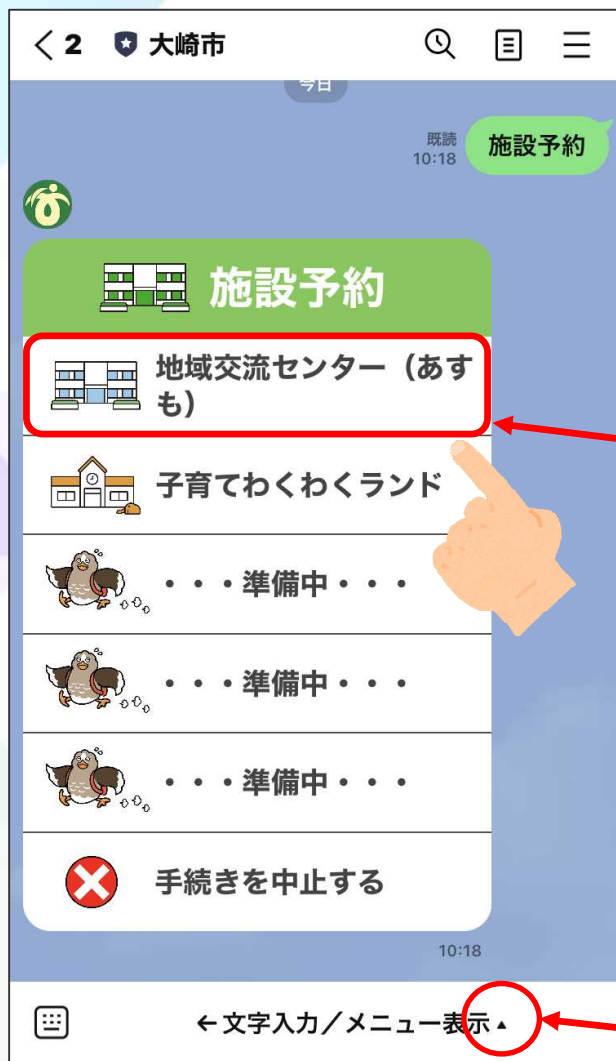 2 大崎市
今日
既読
10:18
施設予約
施設予約
地域交流センター（あす
も）
子育てわくわくランド
・・・準備中・・・
・・・準備中・・・
・・・準備中・・・
手続きを中止する
10:18
←文字入力／メニュー表示▲